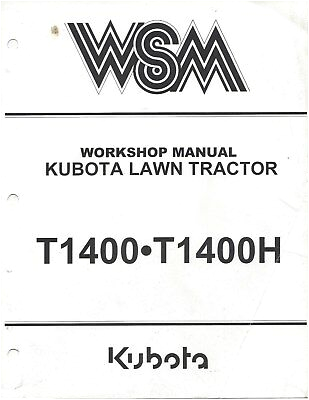 WSM
WORKSHOP MANUAL
KUBOTA LAWN TRACTOR
T1400•T1400H
Kubota